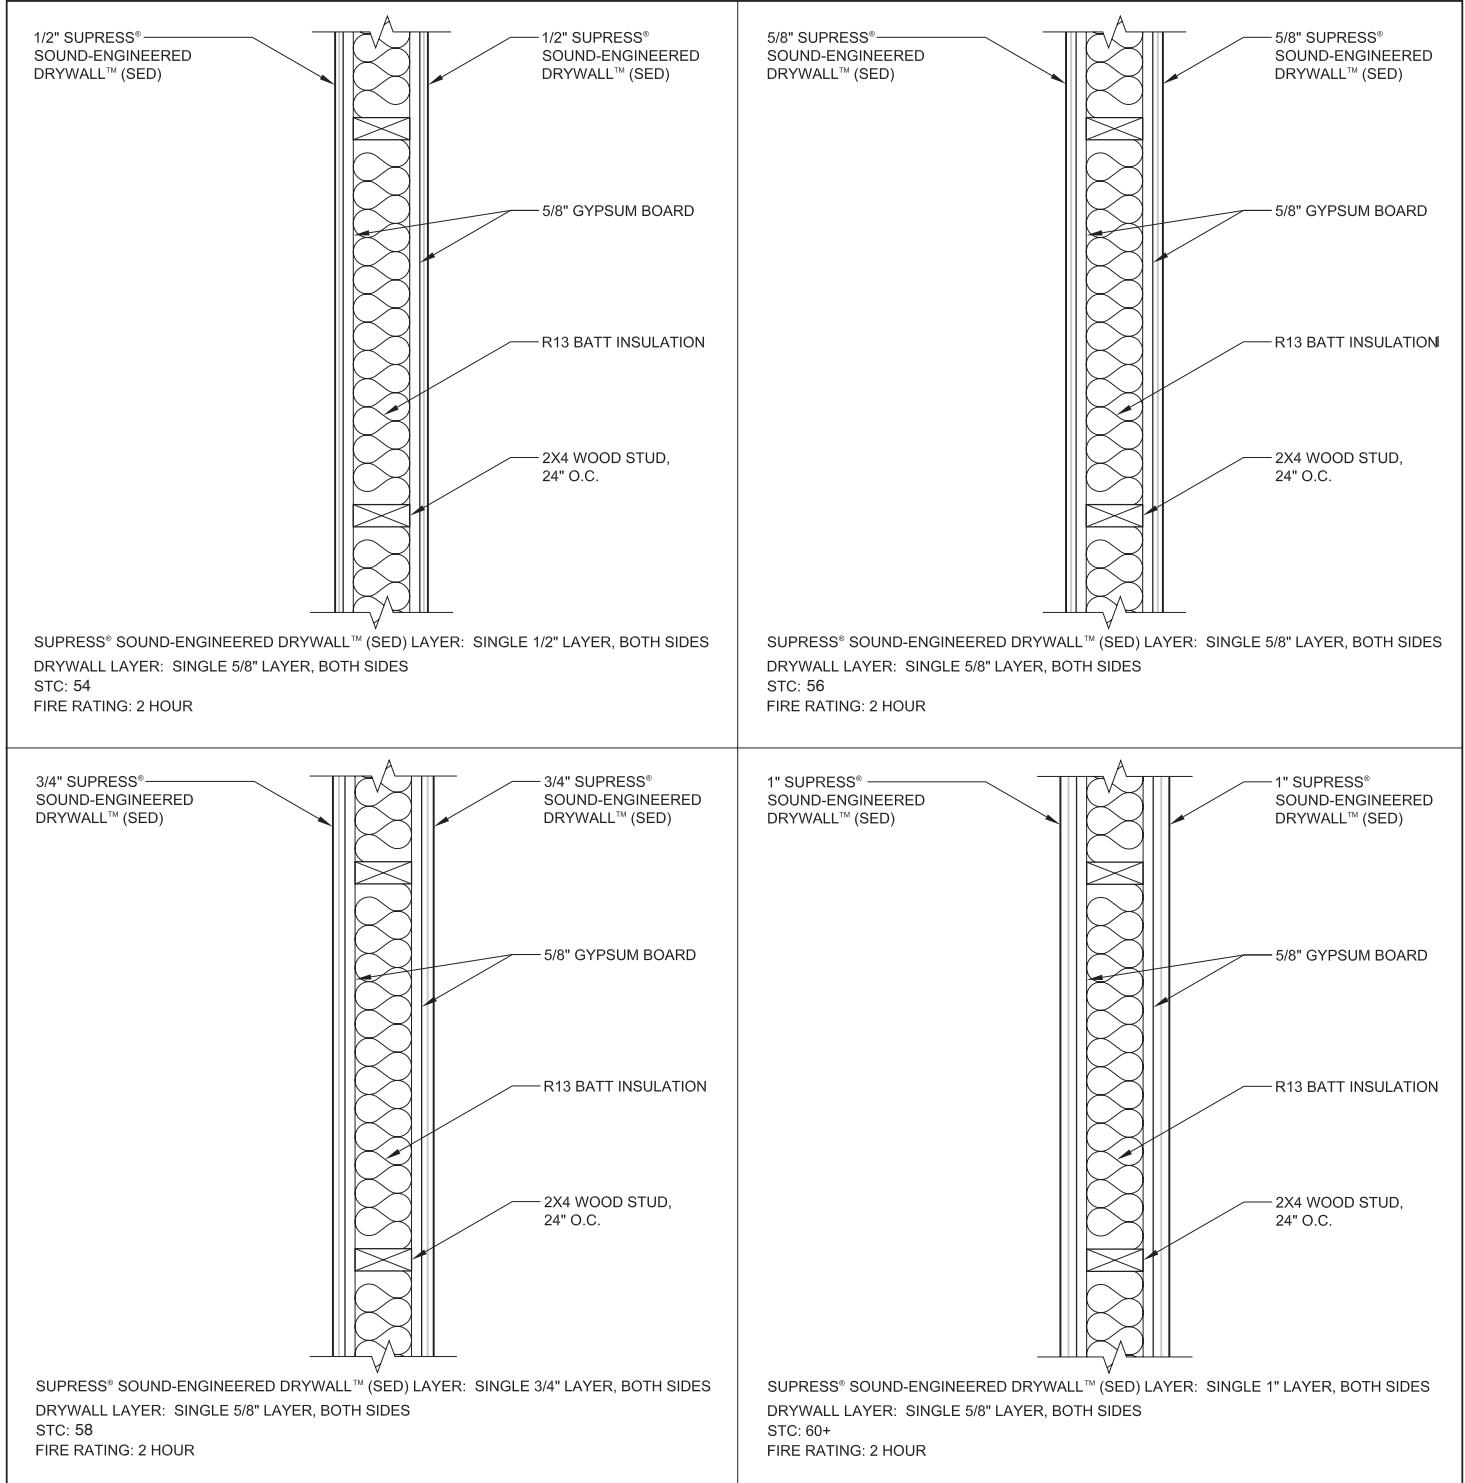 1/2" SUPRESS®
SOUND-ENGINEERED
DRYWALL™ (SED)
1/2" SUPRESS®
SOUND-ENGINEERED
DRYWALL™ (SED)
5/8" GYPSUM BOARD
R13 BATT INSULATION
2X4 WOOD STUD,
24" O.C.
SUPRESS® SOUND-ENGINEERED DRYWALL™ (SED) LAYER: SINGLE 1/2" LAYER, BOTH SIDES
DRYWALL LAYER: SINGLE 5/8" LAYER, BOTH SIDES
STC: 54
FIRE RATING: 2 HOUR
5/8" SUPRESS®
SOUND-ENGINEERED
DRYWALL™ (SED)
5/8" SUPRESS®
SOUND-ENGINEERED
DRYWALL™ (SED)
5/8" GYPSUM BOARD
R13 BATT INSULATION
2X4 WOOD STUD,
24" O.C.
SUPRESS® SOUND-ENGINEERED DRYWALL™ (SED) LAYER: SINGLE 5/8" LAYER, BOTH SIDES
DRYWALL LAYER: SINGLE 5/8" LAYER, BOTH SIDES
STC: 56
FIRE RATING: 2 HOUR
3/4" SUPRESS®
SOUND-ENGINEERED
DRYWALL™ (SED)
3/4" SUPRESS®
SOUND-ENGINEERED
DRYWALL™ (SED)
5/8" GYPSUM BOARD
R13 BATT INSULATION
2X4 WOOD STUD,
24" O.C.
SUPRESS® SOUND-ENGINEERED DRYWALL™ (SED) LAYER: SINGLE 3/4" LAYER, BOTH SIDES
DRYWALL LAYER: SINGLE 5/8" LAYER, BOTH SIDES
STC: 58
FIRE RATING: 2 HOUR
1" SUPRESS®
SOUND-ENGINEERED
DRYWALL™ (SED)
1" SUPRESS®
SOUND-ENGINEERED
DRYWALL™ (SED)
5/8" GYPSUM BOARD
R13 BATT INSULATION
2X4 WOOD STUD,
24" O.C.
SUPRESS® SOUND-ENGINEERED DRYWALL™ (SED) LAYER: SINGLE 1" LAYER, BOTH SIDES
DRYWALL LAYER: SINGLE 5/8" LAYER, BOTH SIDES
STC: 60+
FIRE RATING: 2 HOUR